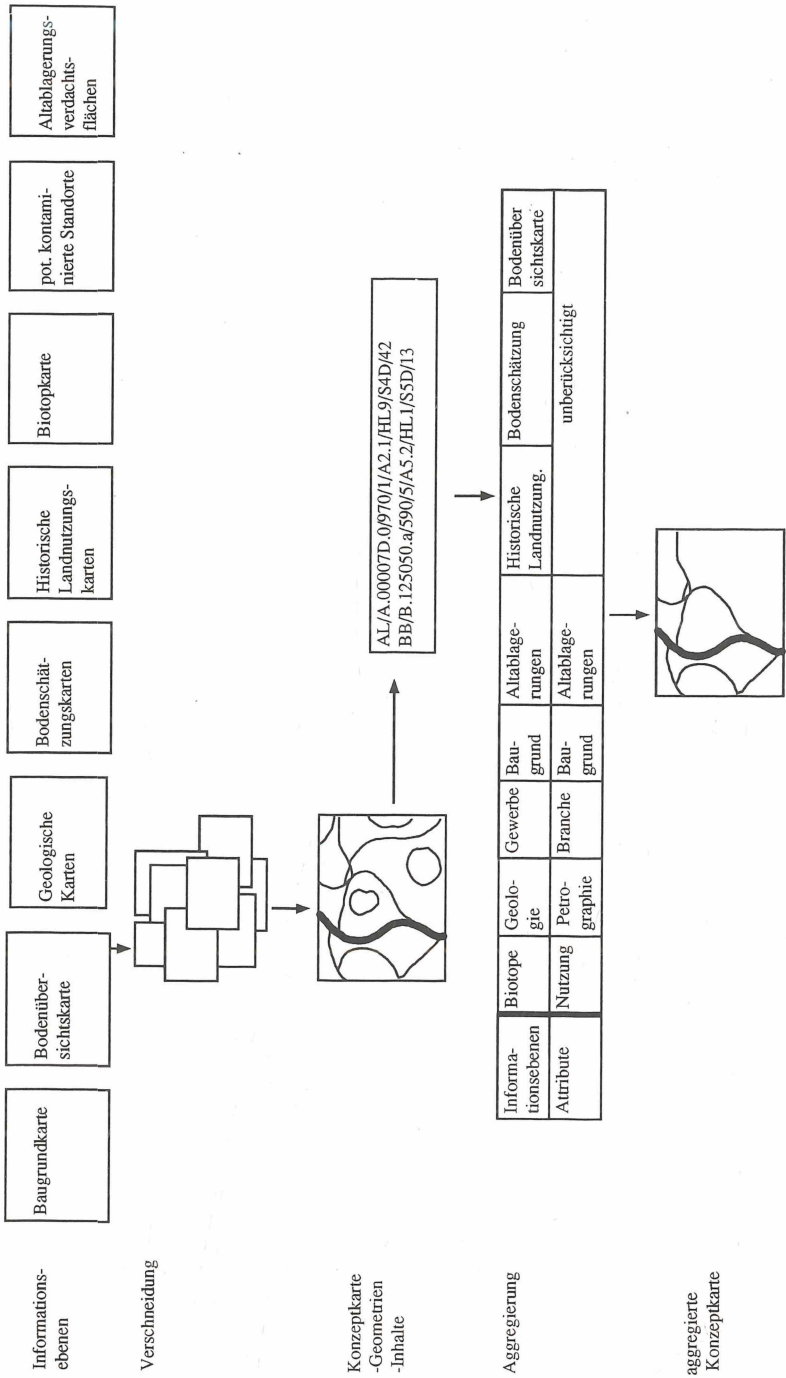 Informations-
ebenen
Baugrundkarte
Bodenüber-
sichtskarte
Geologische
Karten
Bodenschät-
zungskarten
Historische
Landnutzungs-
karten
Biotopkarte
pot. kontami-
nierte Standorte
Altablagerungs-
verdachts-
flächen
Verschneidung
Konzeptkarte
-Geometrien
-Inhalte
AL/A.00007D.0/970/1/A2.1/HL9/S4D/42
BB/B.125050.a/590/5/A5.2/HL1/S5D/13
Aggregierung
Informa-
tionsebenen
Biotope
Geolo-
gie
Gewerbe
Bau-
grund
Altablage-
rungen
Historische
Landnutzung.
Bodenschätzung
Bodenüber
sichtskarte
Attribute
Nutzung
Petro-
graphie
Branche
Bau-
grund
Altablage-
rungen
unberücksichtigt
aggregierte
Konzeptkarte